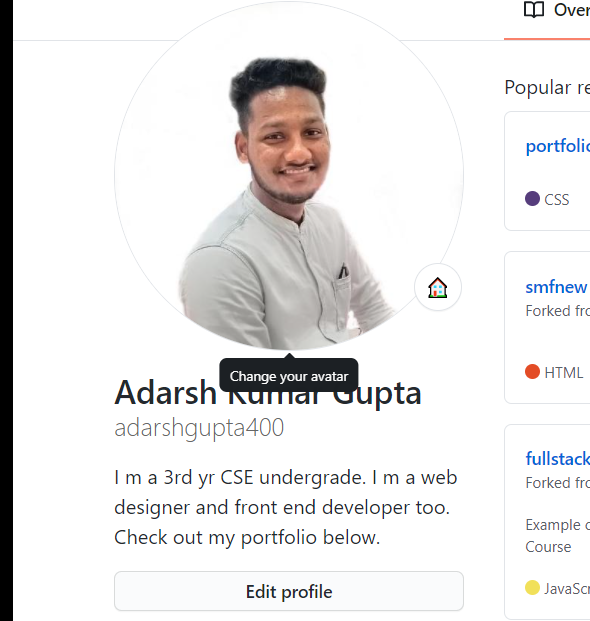 Over
Popular re
portfolio
CSS
smfnew
Forked fro
HTML
fullstack
Forked fro
Example o
Course
JavaScr
Change your avatar
Adarsh Kumar Gupta
adarshgupta400
I m a 3rd yr CSE undergrade. I m a web
designer and front end developer too.
Check out my portfolio below.
Edit profile